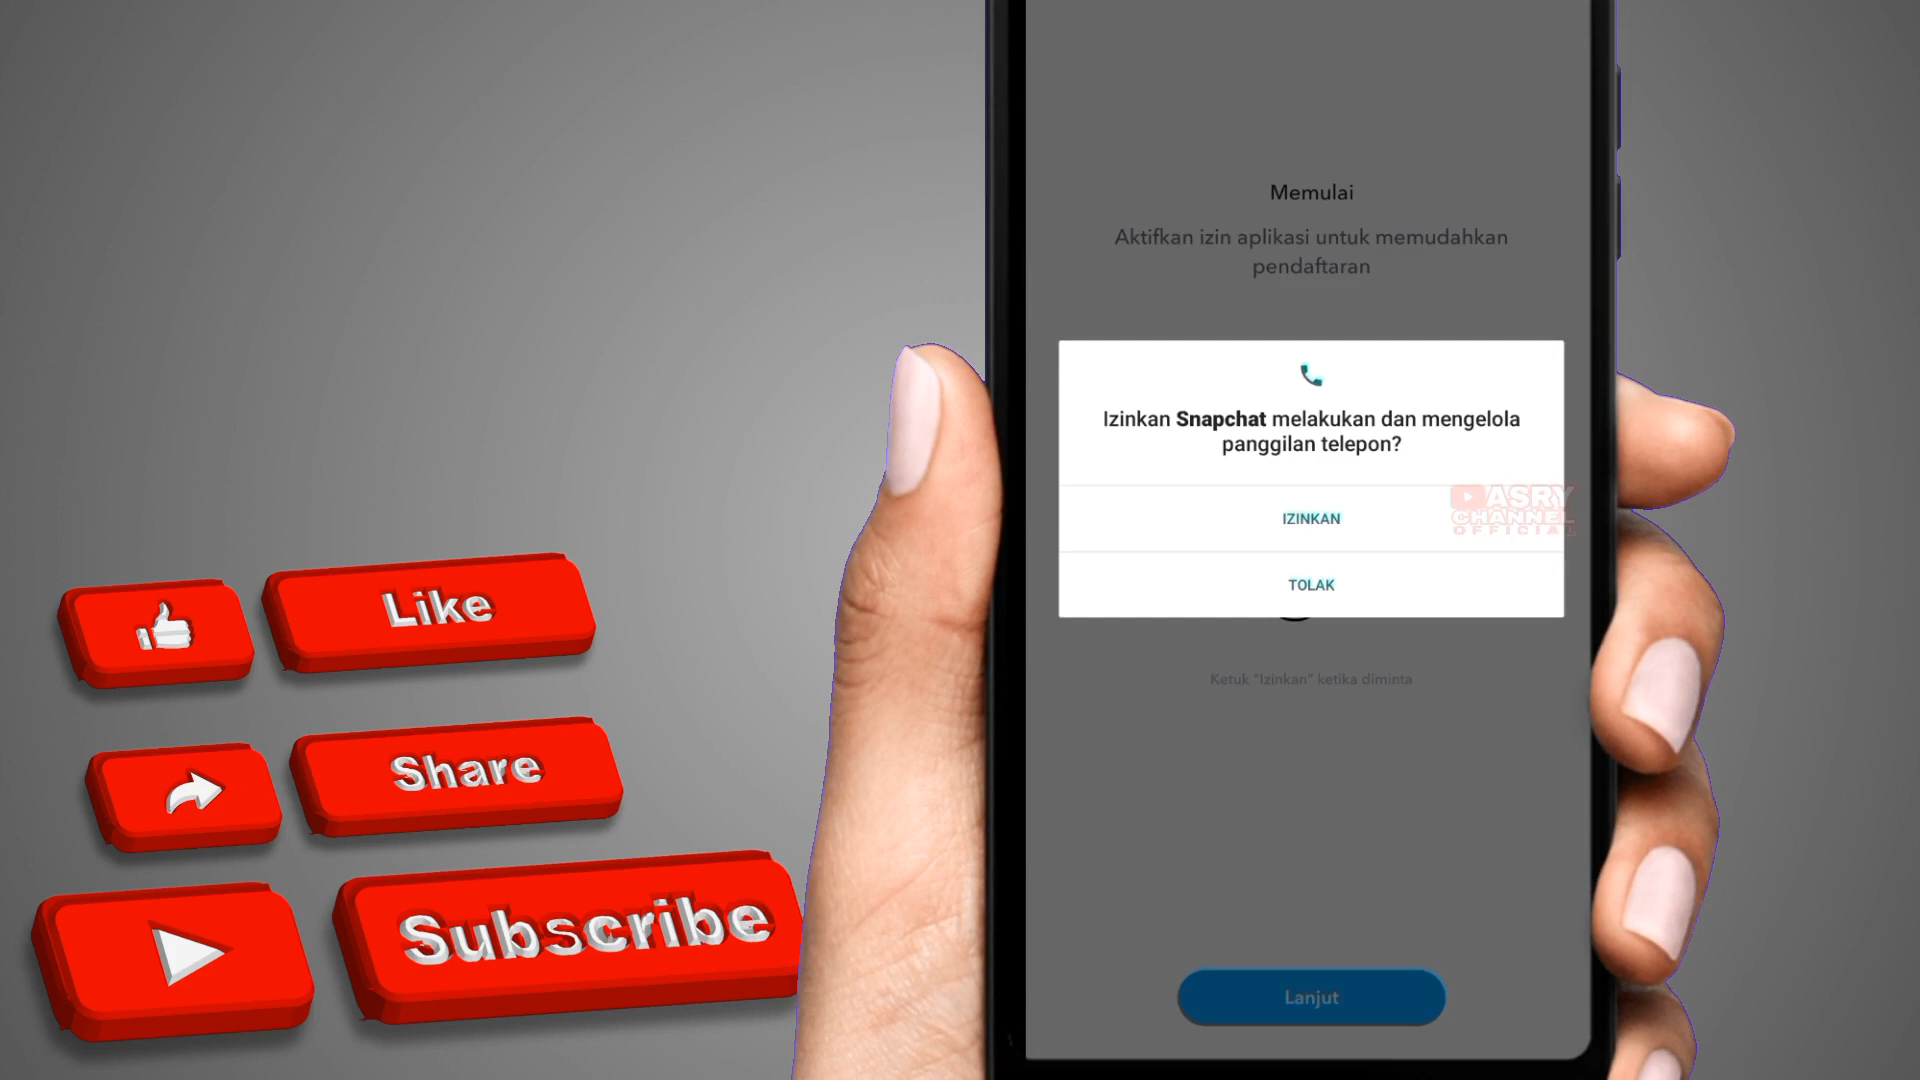 Memulai
Aktifkan izin aplikasi untuk memudahkan
pendaftaran
Izinkan Snapchat melakukan dan mengelola
panggilan telepon?
IZINKAN
ASRY
CHANNEL
OFFICIAL
TOLAK
Ketuk "Izinkan" ketika diminta
Lanjut
Like
Share
Subscribe